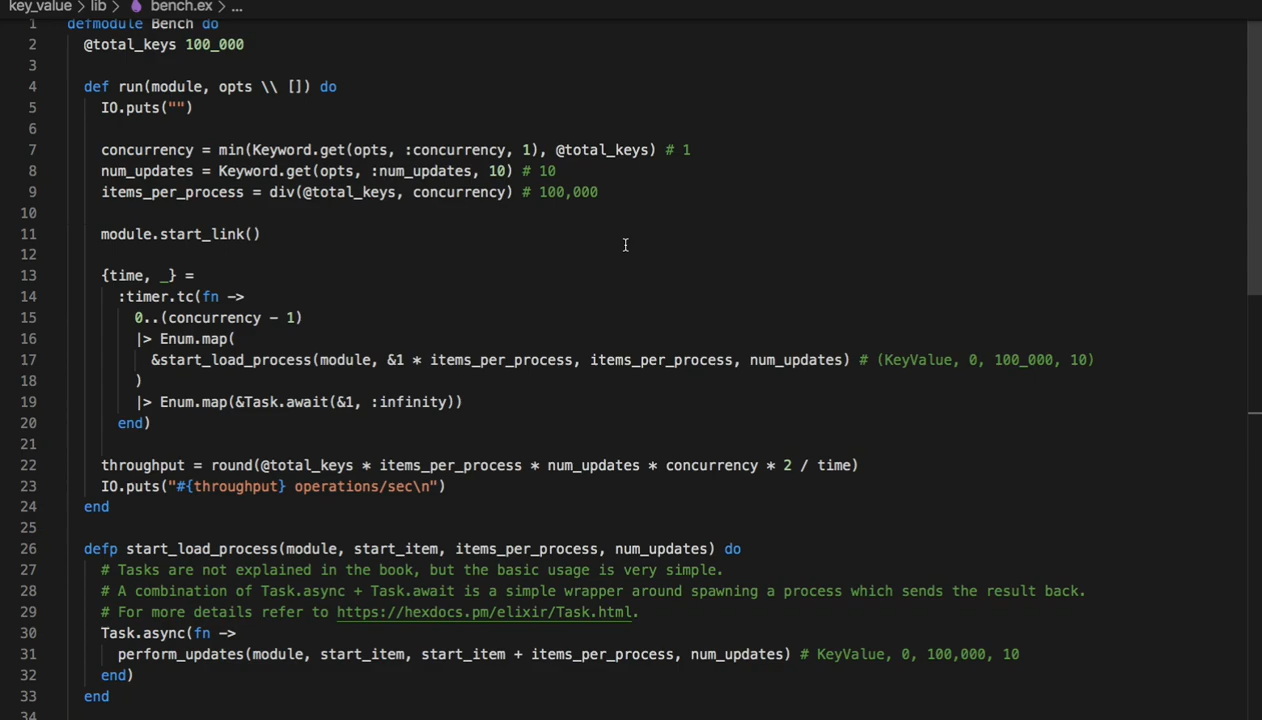 key_value > lib > bench.ex > ...
1 defmodule Bench do
2 @total_keys 100_000
3
4 def run(module, opts \\ []) do
5 IO.puts("")
6
7 concurrency = min(Keyword.get(opts, :concurrency, 1), @total_keys) # 1
8 num_updates = Keyword.get(opts, :num_updates, 10) # 10
9 items_per_process = div(@total_keys, concurrency) # 100,000
10
11 module.start_link()
12
13 {time, _} =
14 :timer.tc(fn ->
15 0..(concurrency - 1)
16 |> Enum.map(
17 &start_load_process(module, &1 * items_per_process, items_per_process, num_updates) # (KeyValue, 0, 100_000, 10)
18 )
19 |> Enum.map(&Task.await(&1, :infinity))
20 end)
21
22 throughput = round(@total_keys * items_per_process * num_updates * concurrency * 2 / time)
23 IO.puts("#{throughput} operations/sec\n")
24 end
25
26 defp start_load_process(module, start_item, items_per_process, num_updates) do
27 # Tasks are not explained in the book, but the basic usage is very simple.
28 # A combination of Task.async + Task.await is a simple wrapper around spawning a process which sends the result back.
29 # For more details refer to https://hexdocs.pm/elixir/Task.html.
30 Task.async(fn ->
31 perform_updates(module, start_item, start_item + items_per_process, num_updates) # KeyValue, 0, 100,000, 10
32 end)
33 end
34